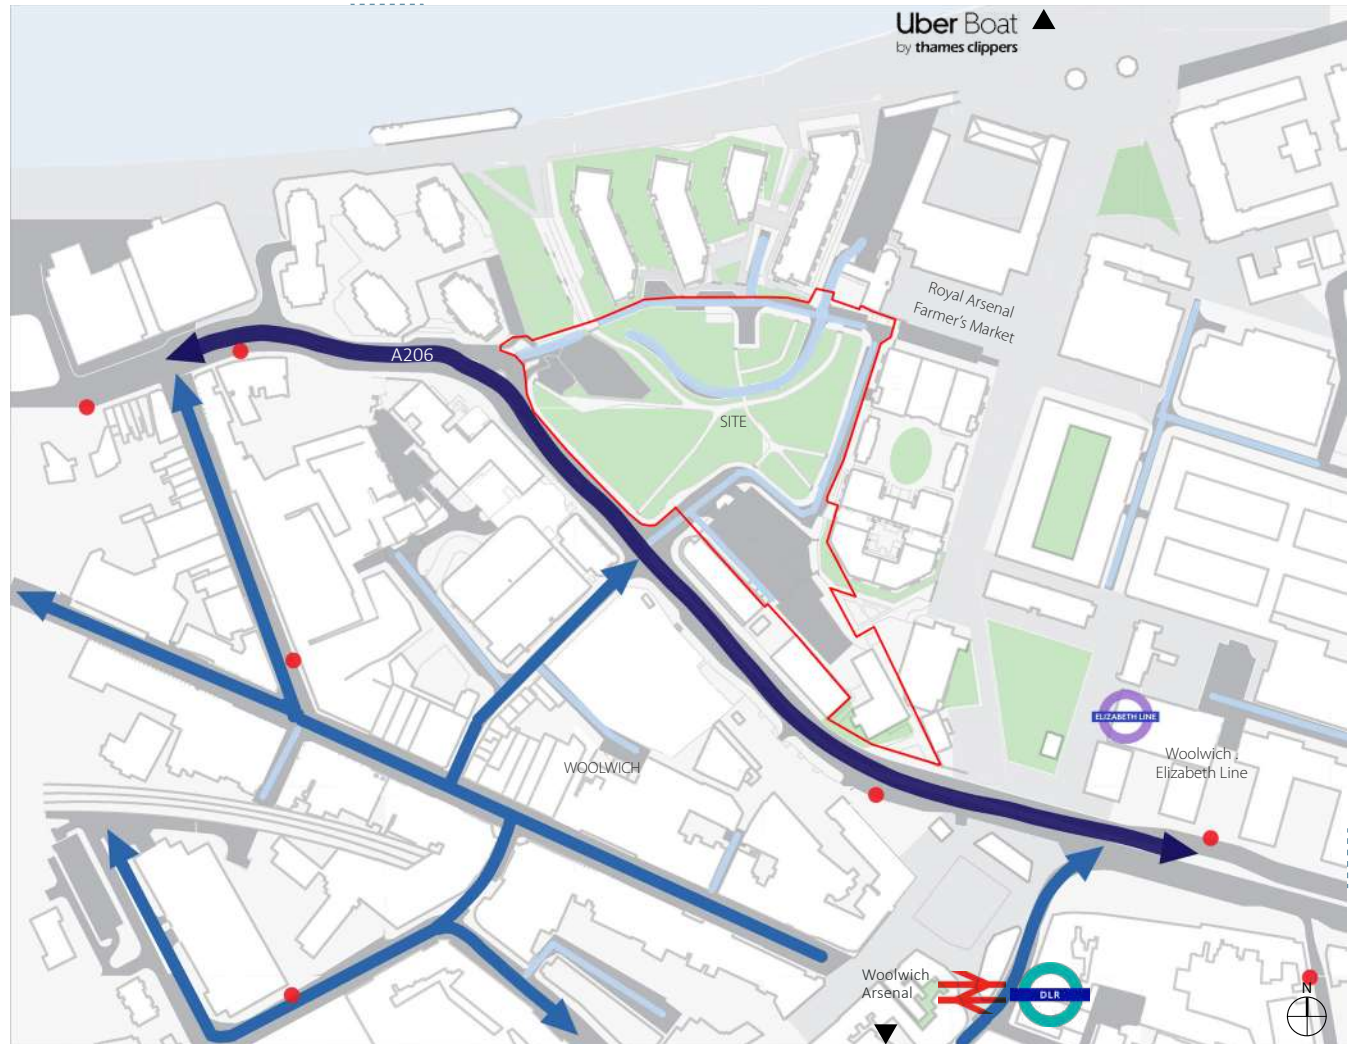 Uber Boat
by thames clippers
Royal Arsenal
Farmer's Market
A206
SITE
ELIZABETH LINE
Woolwich .
Elizabeth Line
WOOLWICH
Woolwich
Arsenal
DLR
N